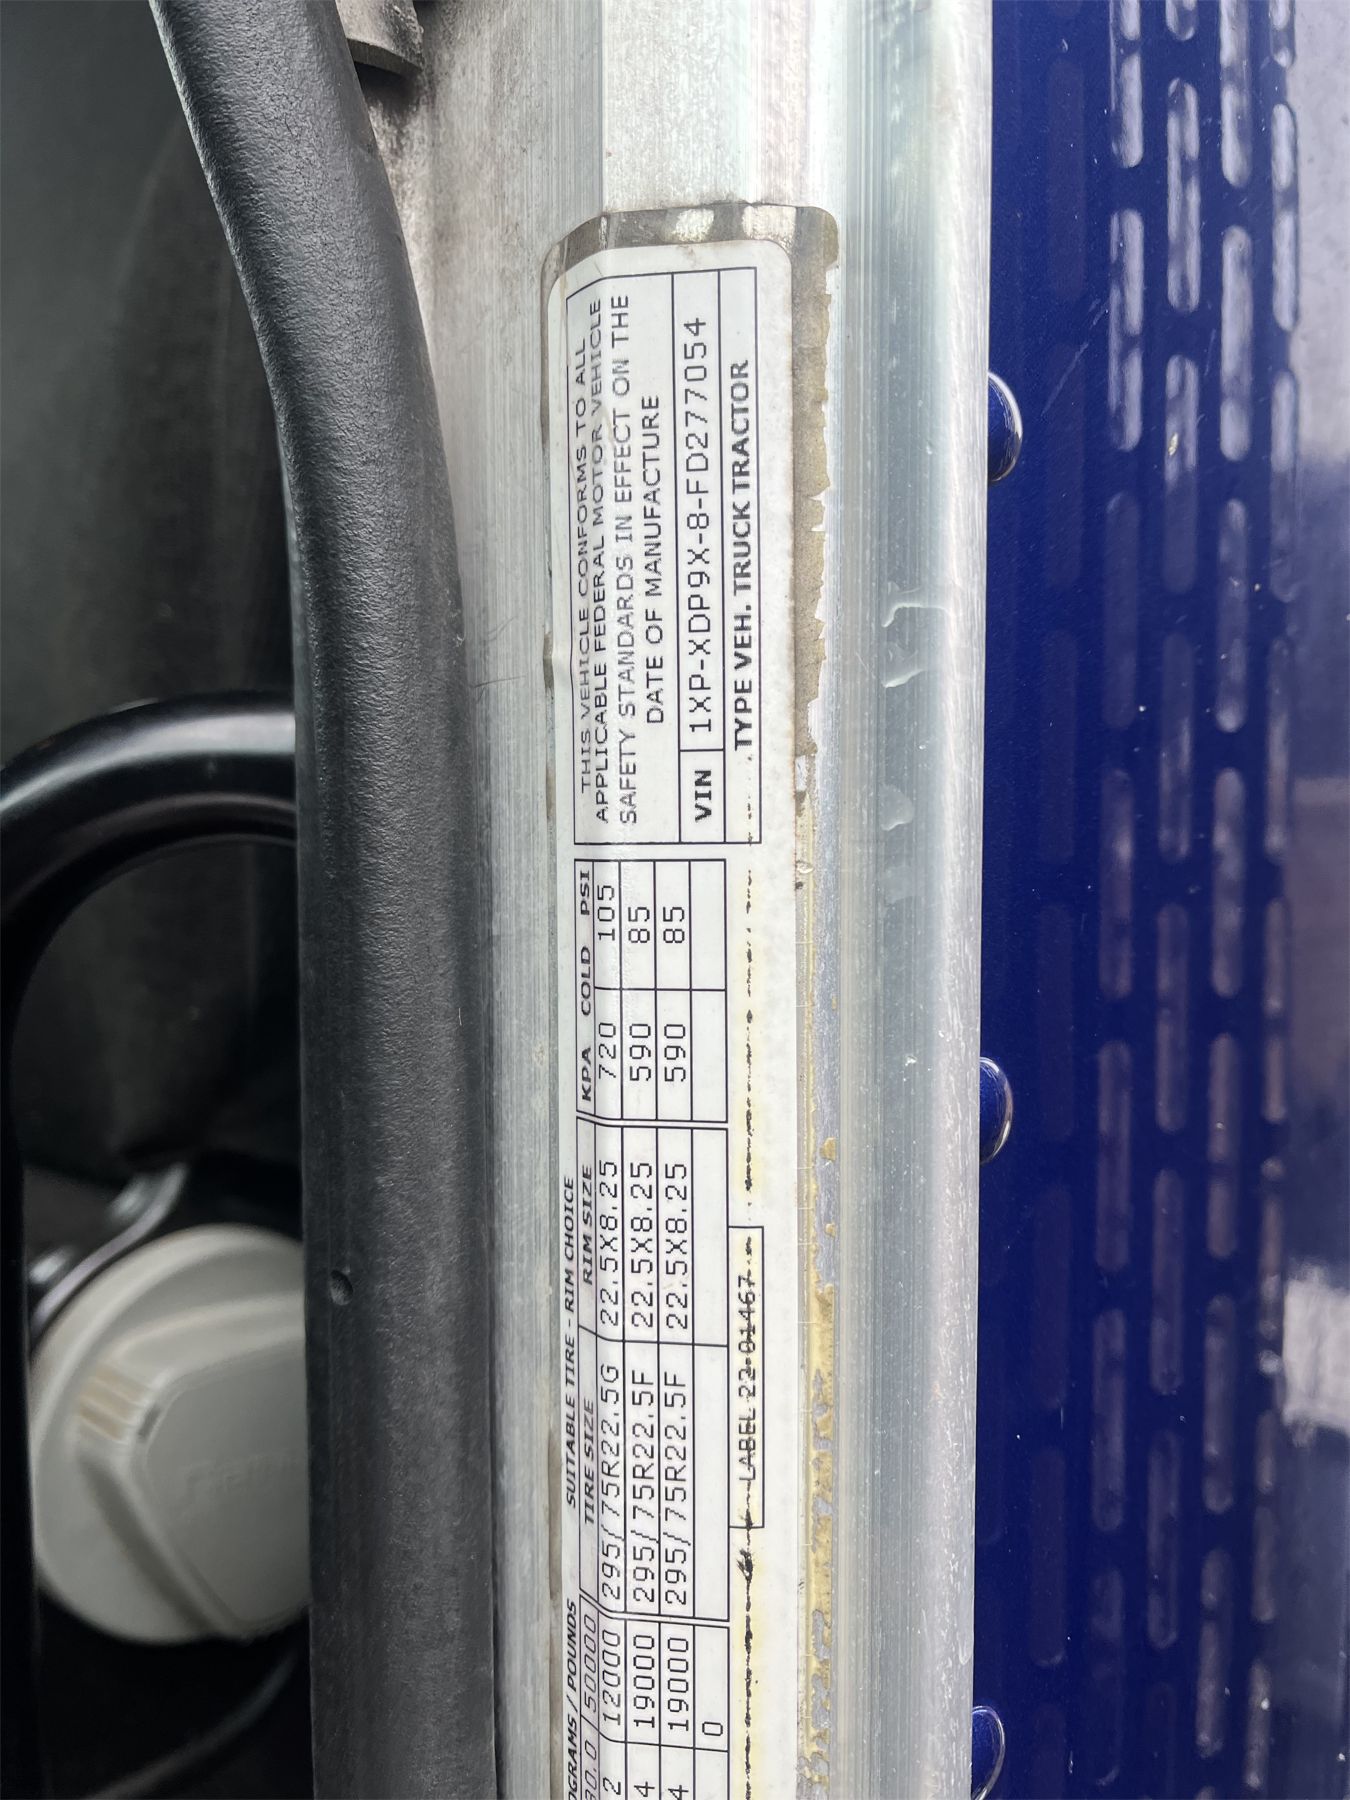 THIS VEHICLE CONFORMS TO ALL
APPLICABLE FEDERAL MOTOR VEHICLE
SAFETY STANDARDS IN EFFECT ON THE
DATE OF MANUFACTURE
VIN 1XP-XDP9X-8-FD277054
TYPE VEH. TRUCK TRACTOR
POUNDS SUITABLE TIRE - RIM CHOICE
50000 TIRE SIZE RIM SIZE KPA COLD PSI
12000 295/75R22.5G 22.5X8.25 720 105
19000 295/75R22.5F 22.5X8.25 590 85
19000 295/75R22.5F 22.5X8.25 590 85
0
LABEL 22-01467